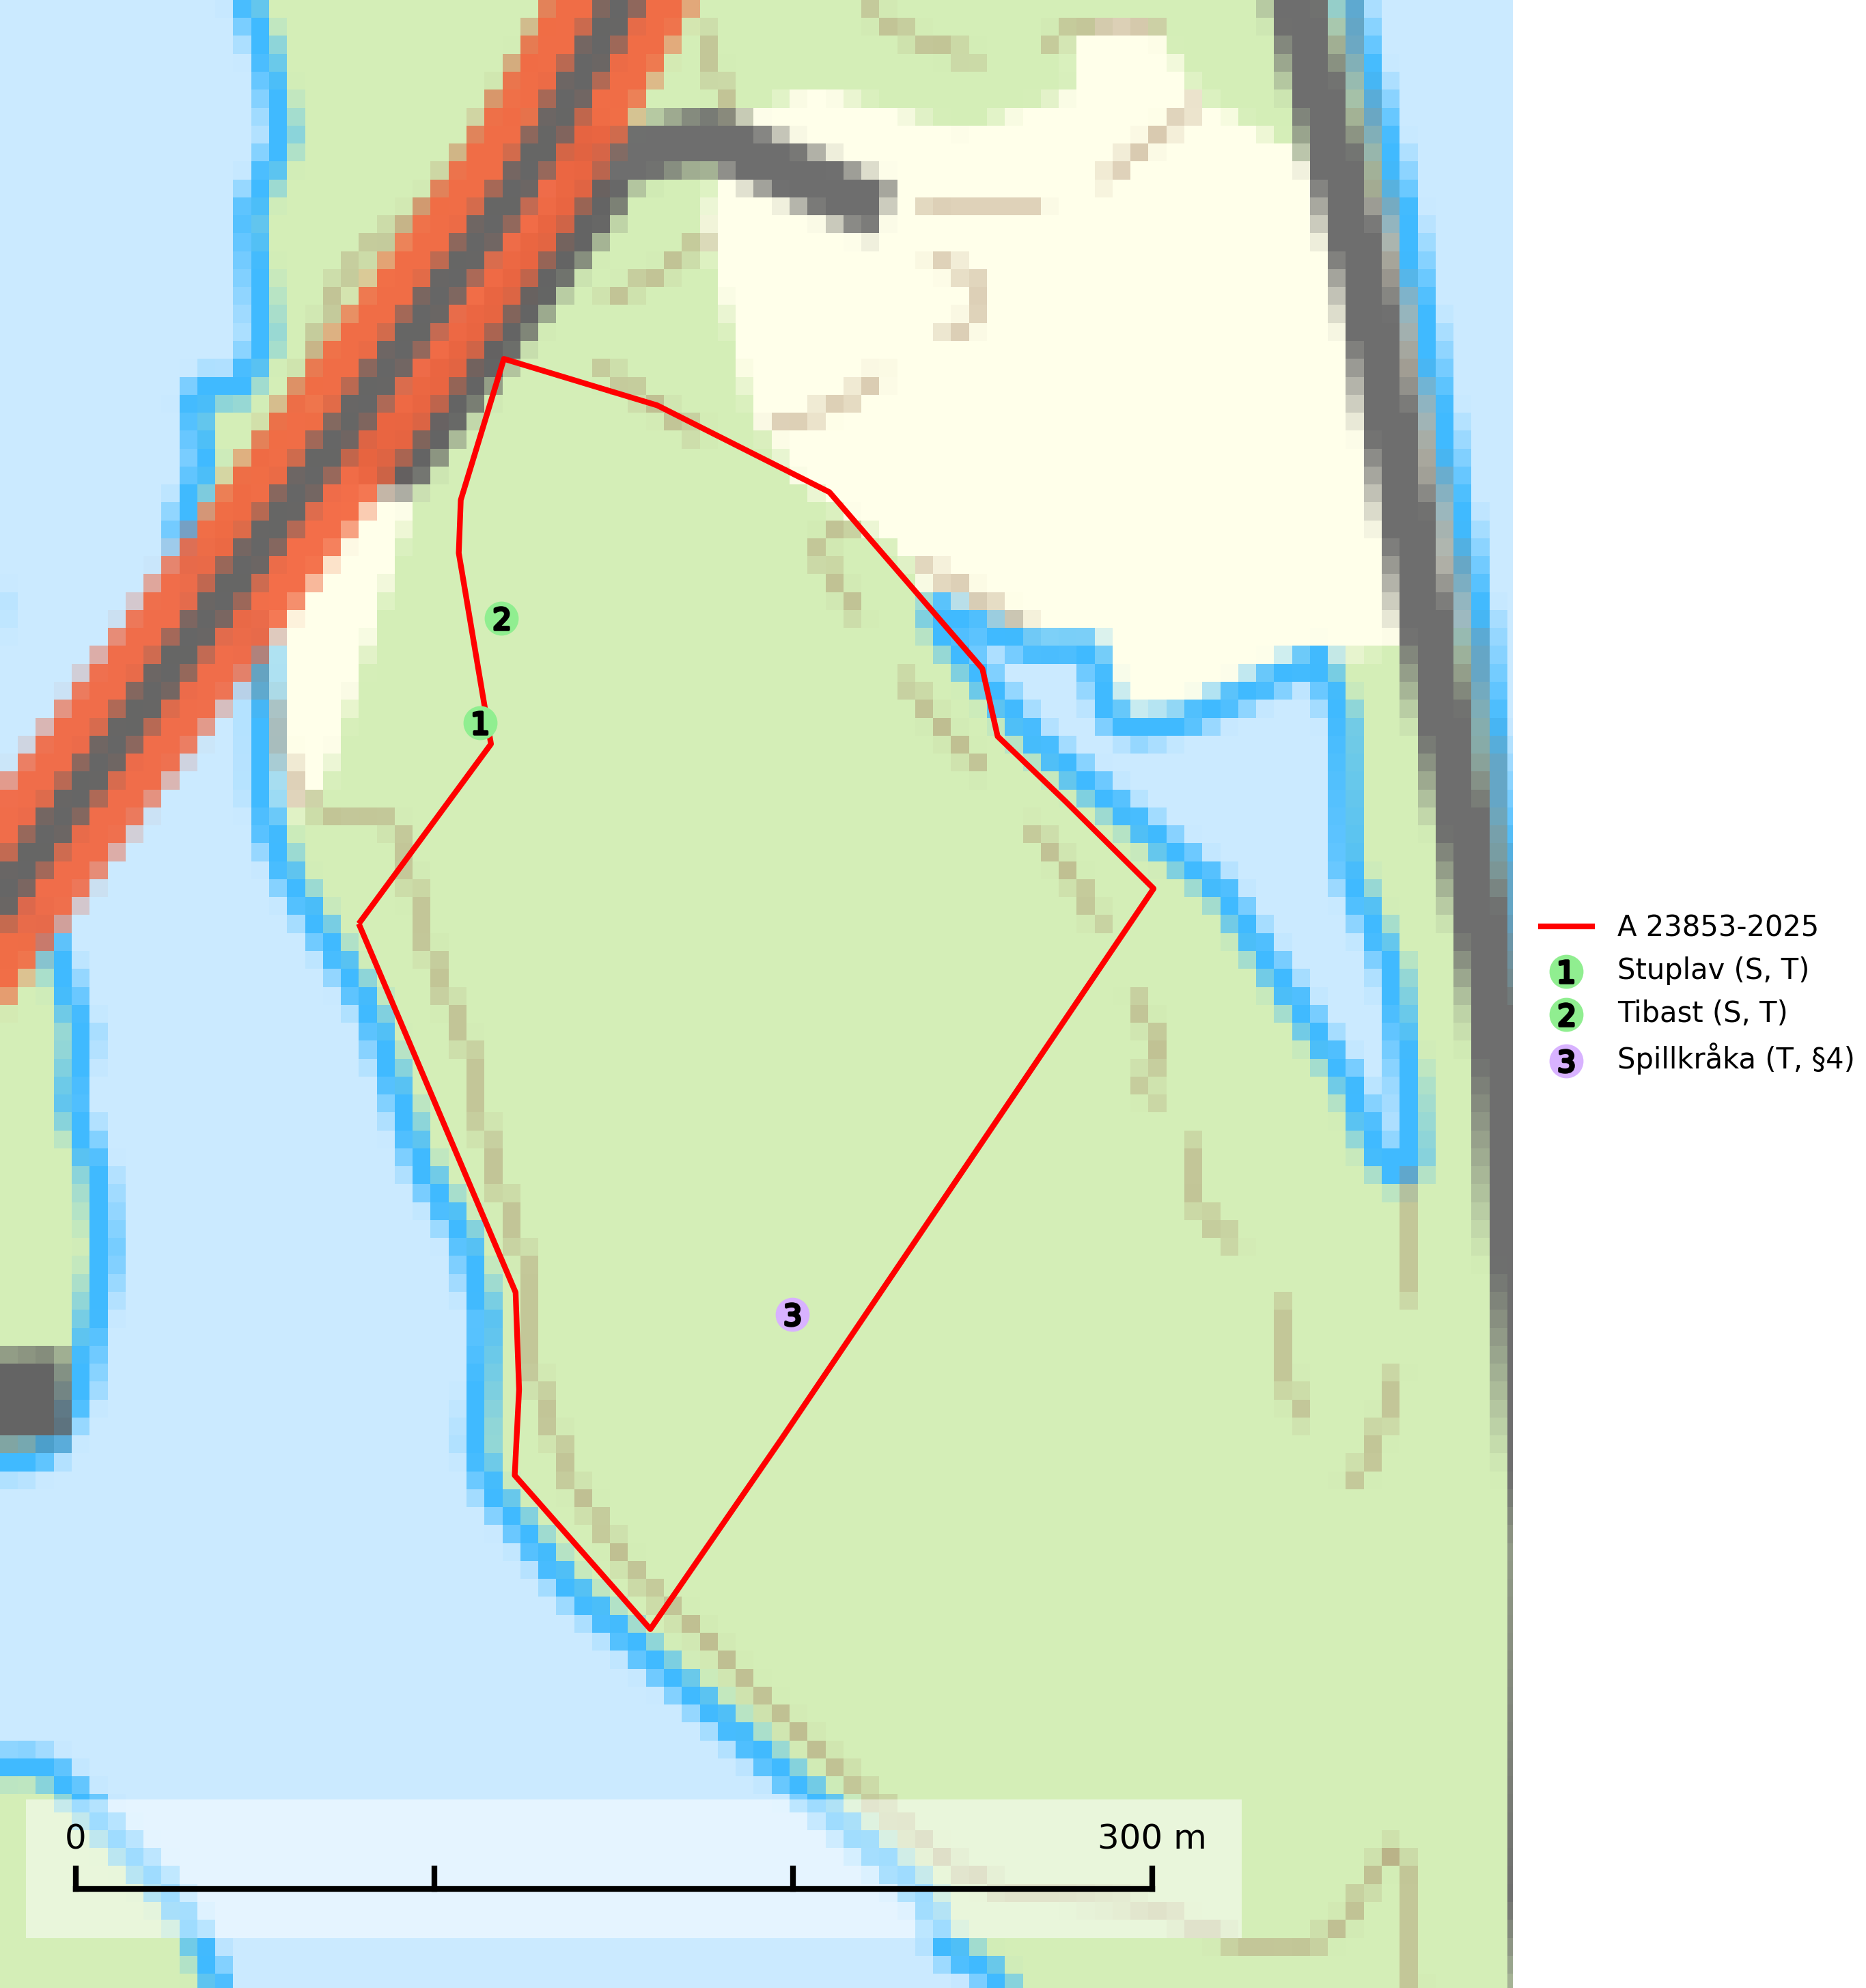 2
1
3
A 23853-2025
1 Stuplav (S, T)
2 Tibast (S, T)
3 Spillkråka (T, §4)
0 300 m